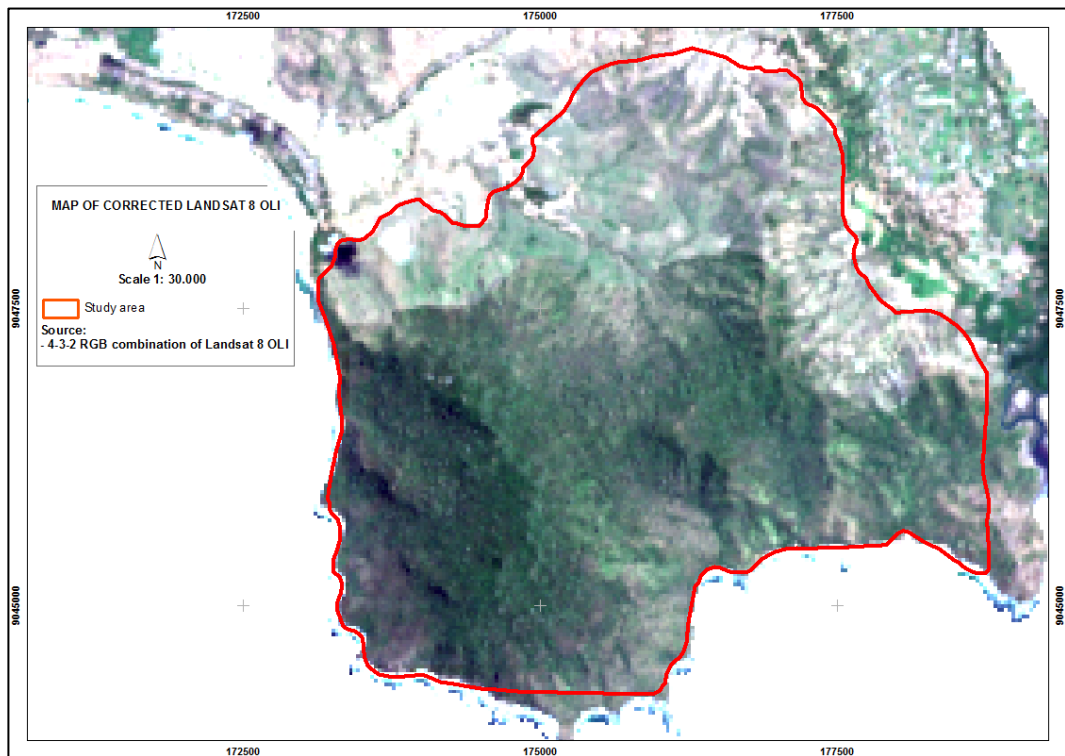 172500 175000 177500
MAP OF CORRECTED LANDSAT 8 OLI
N
Scale 1: 30.000
Study area
Source:
- 4-3-2 RGB combination of Landsat 8 OLI
9047500 9047500
9045000 9045000
172500 175000 177500